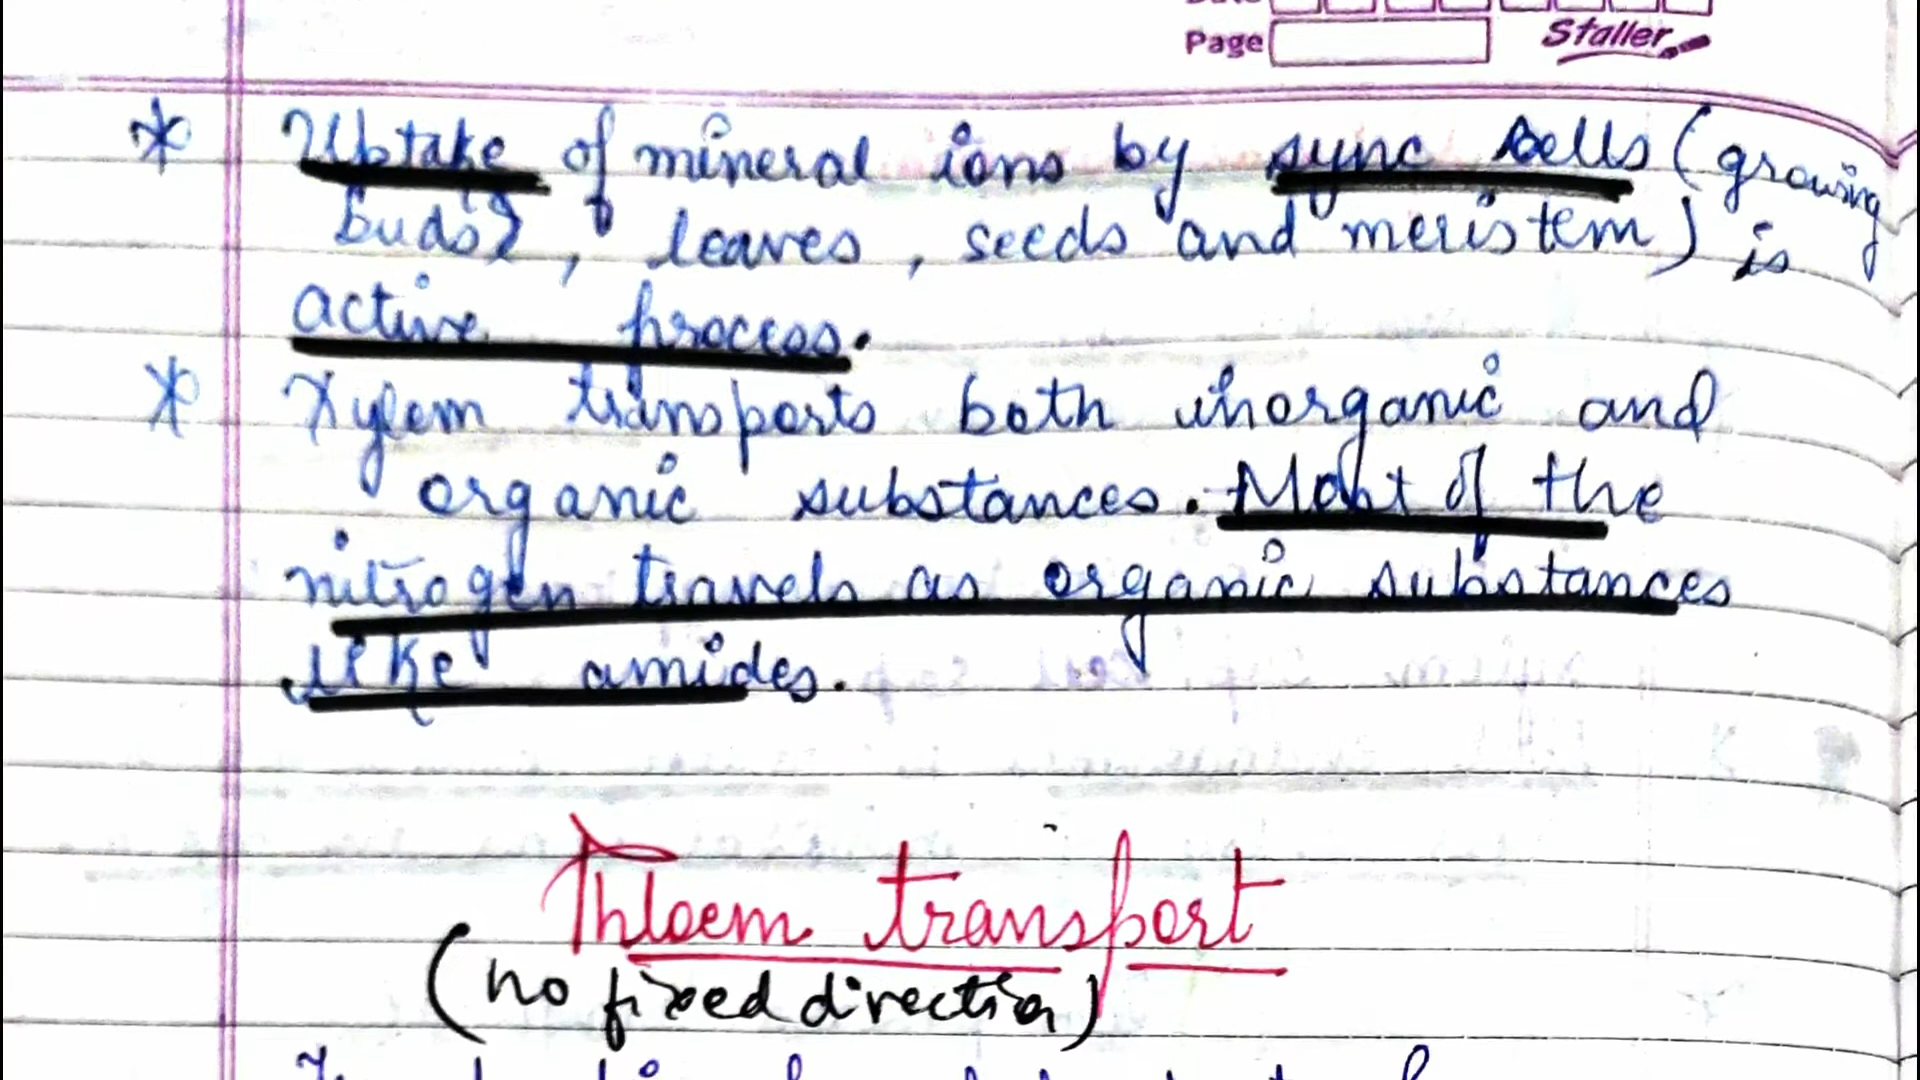 Page Staller
* Uptake of mineral ions by sync cells (growing
buds, leaves, seeds and meristem) is
active process.
* Xylem transports both inorganic and
organic substances. Most of the
nitrogen travels as organic substances
like amides.
Phloem transport
(no fixed direction)